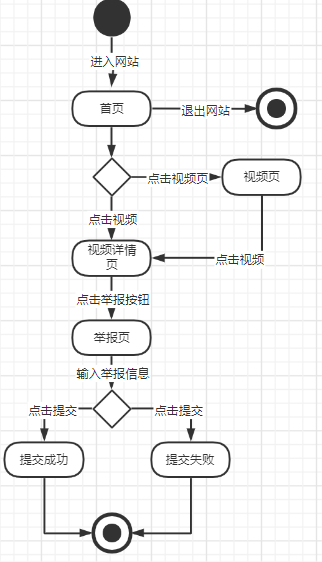 进入网站
首页
退出网站
点击视频页
视频页
点击视频
视频详情
页
点击视频
点击举报按钮
举报页
输入举报信息
点击提交
点击提交
提交成功
提交失败